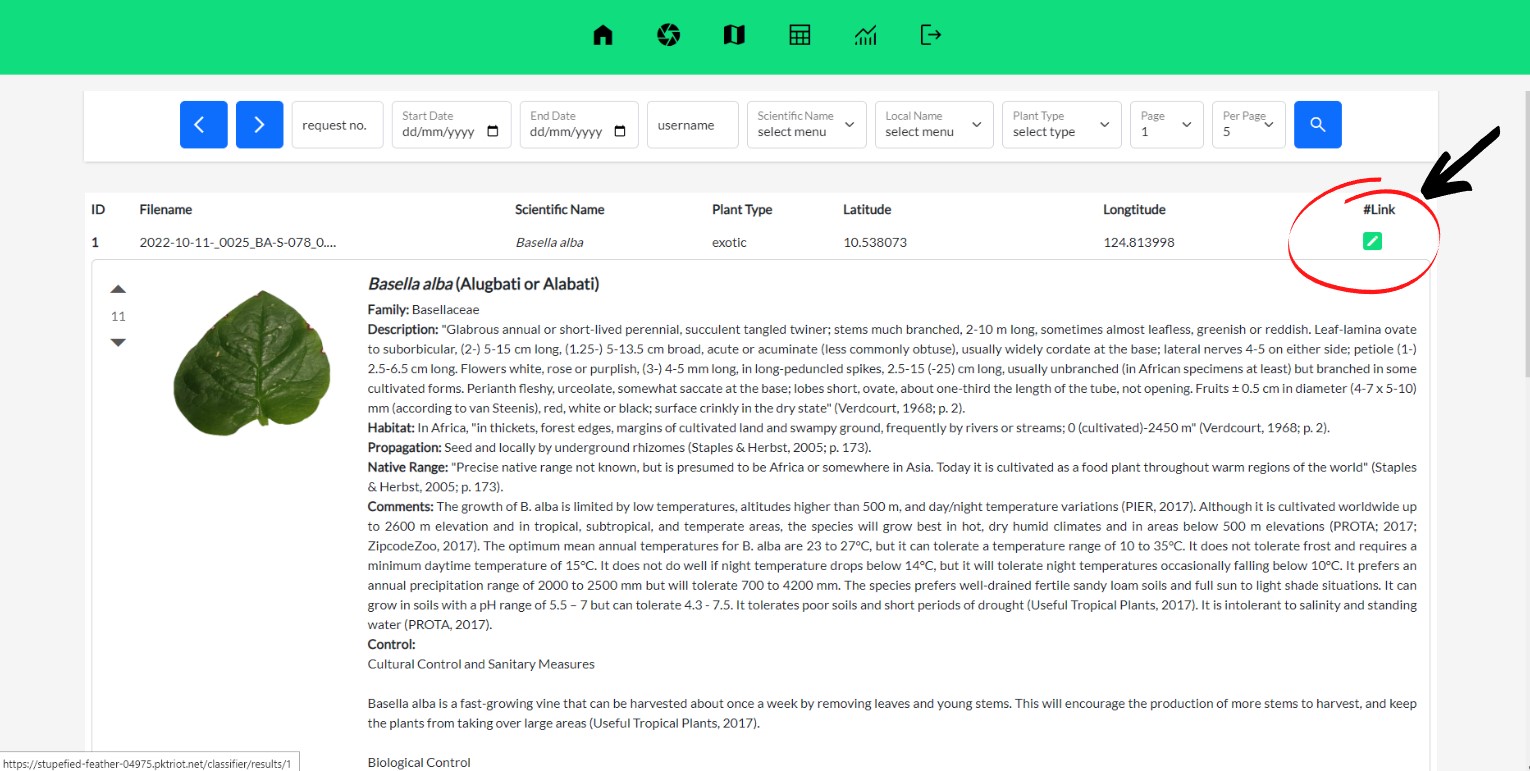 request no.
Start Date
dd/mm/yyyy
End Date
dd/mm/yyyy
username
Scientific Name
select menu
Local Name
select menu
Plant Type
select type
Page
1
Per Page
5
ID Filename Scientific Name Plant Type Latitude Longtitude #Link
1 2022-10-11-_0025_BA-S-078_0.... Basella alba exotic 10.538073 124.813998
11
Basella alba (Alugbati or Alabati)
Family: Basellaceae
Description: "Glabrous annual or short-lived perennial, succulent tangled twiner; stems much branched, 2-10 m long, sometimes almost leafless, greenish or reddish. Leaf-lamina ovate
to suborbicular, (2-) 5-15 cm long, (1.25-) 5-13.5 cm broad, acute or acuminate (less commonly obtuse), usually widely cordate at the base; lateral nerves 4-5 on either side; petiole (1-)
2.5-6.5 cm long. Flowers white, rose or purplish, (3-) 4-5 mm long, in long-peduncled spikes, 2.5-15 (-25) cm long, usually unbranched (in African specimens at least) but branched in some
cultivated forms. Perianth fleshy, urceolate, somewhat saccate at the base; lobes short, ovate, about one-third the length of the tube, not opening. Fruits ± 0.5 cm in diameter (4-7 x 5-10)
mm (according to van Steenis), red, white or black; surface crinkly in the dry state" (Verdcourt, 1968; p. 2).
Habitat: In Africa, "in thickets, forest edges, margins of cultivated land and swampy ground, frequently by rivers or streams; 0 (cultivated)-2450 m" (Verdcourt, 1968; p. 2).
Propagation: Seed and locally by underground rhizomes (Staples & Herbst, 2005; p. 173).
Native Range: "Precise native range not known, but is presumed to be Africa or somewhere in Asia. Today it is cultivated as a food plant throughout warm regions of the world" (Staples
& Herbst, 2005; p. 173).
Comments: The growth of B. alba is limited by low temperatures, altitudes higher than 500 m, and day/night temperature variations (PIER, 2017). Although it is cultivated worldwide up
to 2600 m elevation and in tropical, subtropical, and temperate areas, the species will grow best in hot, dry humid climates and in areas below 500 m elevations (PROTA; 2017;
ZipcodeZoo, 2017). The optimum mean annual temperatures for B. alba are 23 to 27°C, but it can tolerate a temperature range of 10 to 35°C. It does not tolerate frost and requires a
minimum daytime temperature of 15°C. It does not do well if night temperature drops below 14°C, but it will tolerate night temperatures occasionally falling below 10°C. It prefers an
annual precipitation range of 2000 to 2500 mm but will tolerate 700 to 4200 mm. The species prefers well-drained fertile sandy loam soils and full sun to light shade situations. It can
grow in soils with a pH range of 5.5 – 7 but can tolerate 4.3 - 7.5. It tolerates poor soils and short periods of drought (Useful Tropical Plants, 2017). It is intolerant to salinity and standing
water (PROTA, 2017).
Control:
Cultural Control and Sanitary Measures
Basella alba is a fast-growing vine that can be harvested about once a week by removing leaves and young stems. This will encourage the production of more stems to harvest, and keep
the plants from taking over large areas (Useful Tropical Plants, 2017).
Biological Control
https://stupefied-feather-04975.pktriot.net/classifier/results/1